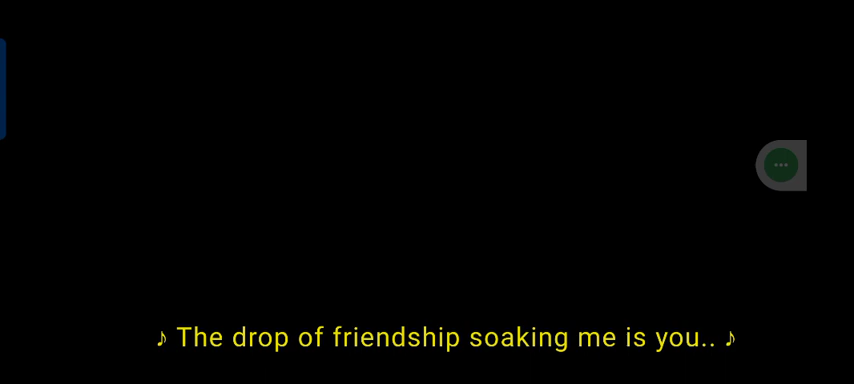 ♪ The drop of friendship soaking me is you.. ♪